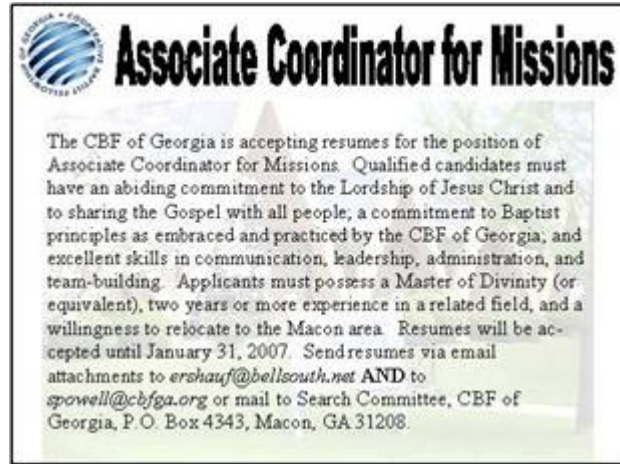 GEORGIA • COOPERATIVE BAPTIST FELLOWSHIP OF
Associate Coordinator for Missions
The CBF of Georgia is accepting resumes for the position of
Associate Coordinator for Missions. Qualified candidates must
have an abiding commitment to the Lordship of Jesus Christ and
to sharing the Gospel with all people; a commitment to Baptist
principles as embraced and practiced by the CBF of Georgia; and
excellent skills in communication, leadership, administration, and
team-building. Applicants must possess a Master of Divinity (or
equivalent), two years or more experience in a related field, and a
willingness to relocate to the Macon area. Resumes will be ac-
cepted until January 31, 2007. Send resumes via email
attachments to ershauf@bellsouth.net AND to
spowell@cbfga.org or mail to Search Committee, CBF of
Georgia, P.O. Box 4343, Macon, GA 31208.